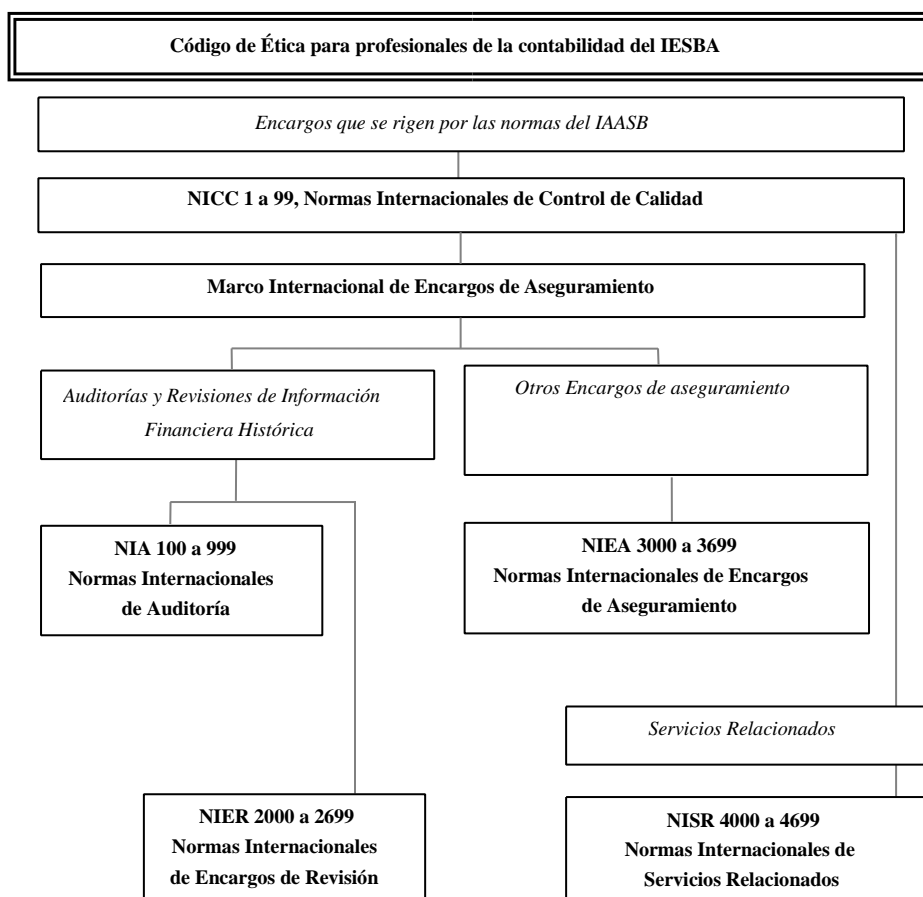 Código de Ética para profesionales de la contabilidad del IESBA
Encargos que se rigen por las normas del IAASB
NICC 1 a 99, Normas Internacionales de Control de Calidad
Marco Internacional de Encargos de Aseguramiento
Auditorías y Revisiones de Información
Financiera Histórica
Otros Encargos de aseguramiento
NIA 100 a 999
Normas Internacionales
de Auditoría
NIEA 3000 a 3699
Normas Internacionales de Encargos
de Aseguramiento
Servicios Relacionados
NIER 2000 a 2699
Normas Internacionales
de Encargos de Revisión
NISR 4000 a 4699
Normas Internacionales de
Servicios Relacionados